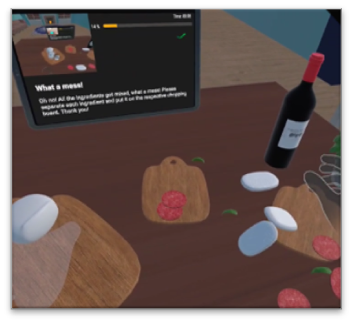 What a mess!
Oh no! All the ingredients got mixed, what a mess! Please
separate each ingredient and put it on the respective chopping
board. Thank you!